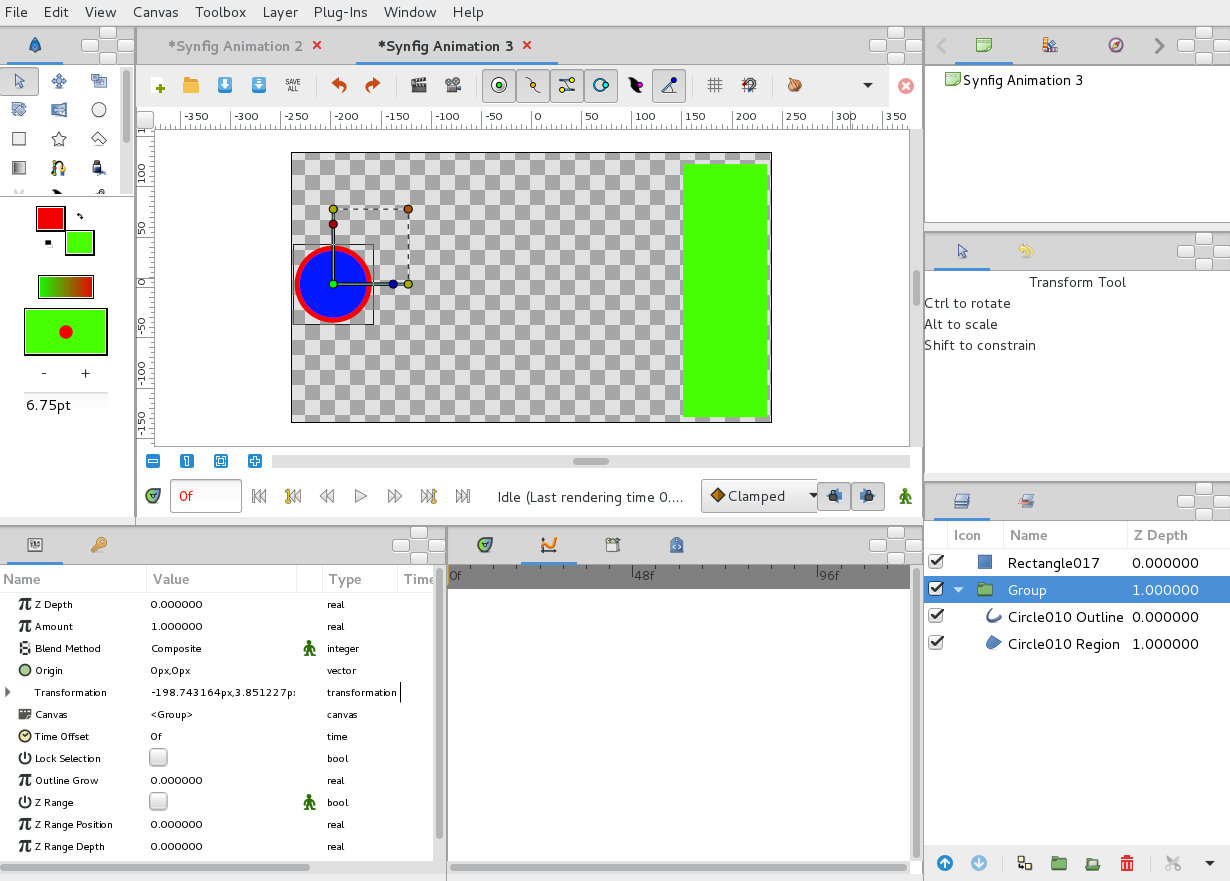 File Edit View Canvas Toolbox Layer Plug-Ins Window Help
*Synfig Animation 2
*Synfig Animation 3
SAVE ALL
-350 -300 -250 -200 -150 -100 -50 0 50 100 150 200 250 300 350
100
50
0
-50
-100
-150
- +
6.75pt
0f
Idle (Last rendering time 0....
Clamped
Synfig Animation 3
Transform Tool
Ctrl to rotate
Alt to scale
Shift to constrain
Icon Name Z Depth
Rectangle017 0.000000
Group 1.000000
Circle010 Outline 0.000000
Circle010 Region 1.000000
Name Value Type Time
Z Depth 0.000000 real
Amount 1.000000 real
Blend Method Composite integer
Origin 0px,0px vector
Transformation -198.743164px,3.851227p: transformation
Canvas <Group> canvas
Time Offset 0f time
Lock Selection bool
Outline Grow 0.000000 real
Z Range bool
Z Range Position 0.000000 real
Z Range Depth 0.000000 real
0f 48f 96f